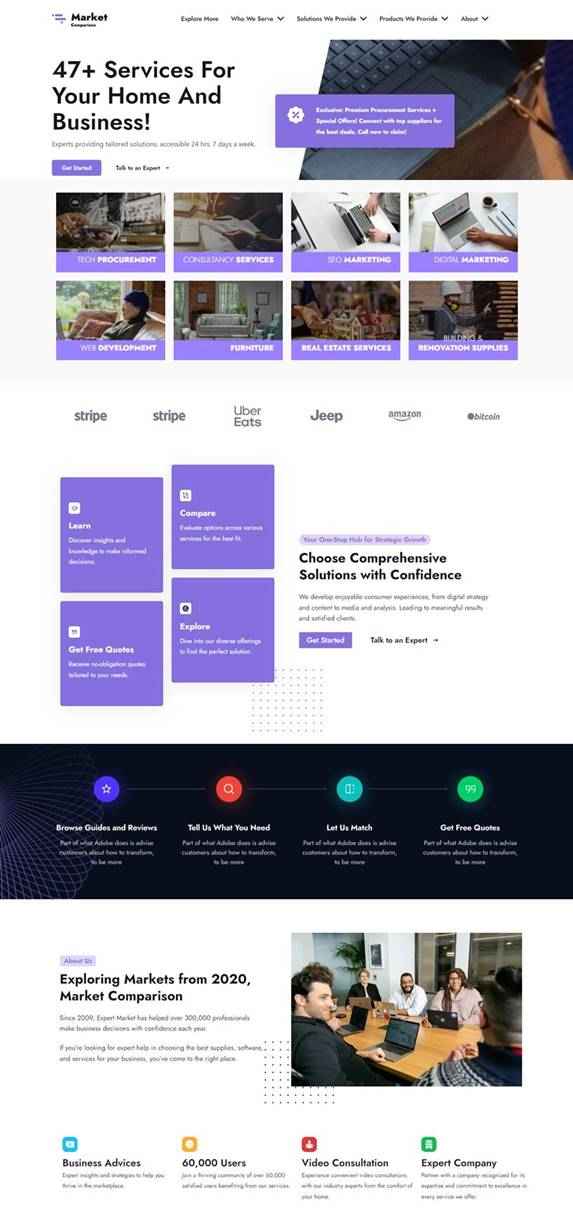 Market
Comparison
Explore More
Who We Serve
Solutions We Provide
Products We Provide
About
47+ Services For
Your Home And
Business!
Experts providing tailored solutions, accessible 24 hrs. 7 days a week.
Get Started
Talk to an Expert
Exclusive: Premium Procurement Services +
Special Offers! Connect with top suppliers for
the best deals. Call now to claim!
TECH PROCUREMENT
CONSULTANCY SERVICES
SEO MARKETING
DIGITAL MARKETING
WEB DEVELOPMENT
FURNITURE
REAL ESTATE SERVICES
BUILDING &
RENOVATION SUPPLIES
stripe
stripe
Uber
Eats
Jeep
amazon
bitcoin
Learn
Discover insights and
knowledge to make informed
decisions.
Compare
Evaluate options across various
services for the best fit.
Get Free Quotes
Receive no-obligation quotes
tailored to your needs.
Explore
Dive into our diverse offerings
to find the perfect solution.
Your One-Stop Hub for Strategic Growth
Choose Comprehensive
Solutions with Confidence
We develop enjoyable consumer experiences, from digital strategy
and content to media and analysis. Leading to meaningful results
and satisfied clients.
Get Started
Talk to an Expert
Browse Guides and Reviews
Part of what Adobe does is advise
customers about how to transform,
to be more
Tell Us What You Need
Part of what Adobe does is advise
customers about how to transform,
to be more
Let Us Match
Part of what Adobe does is advise
customers about how to transform,
to be more
Get Free Quotes
Part of what Adobe does is advise
customers about how to transform,
to be more
About Us
Exploring Markets from 2020,
Market Comparison
Since 2009, Expert Market has helped over 300,000 professionals
make business decisions with confidence each year.
If you're looking for expert help in choosing the best supplies, software,
and services for your business, you've come to the right place.
Business Advices
Expert insights and strategies to help you
thrive in the marketplace.
60,000 Users
Join a thriving community of over 60,000
satisfied users benefiting from our services.
Video Consultation
Experience convenient video consultations
with our industry experts from the comfort of
your home.
Expert Company
Partner with a company recognized for its
expertise and commitment to excellence in
every service we offer.